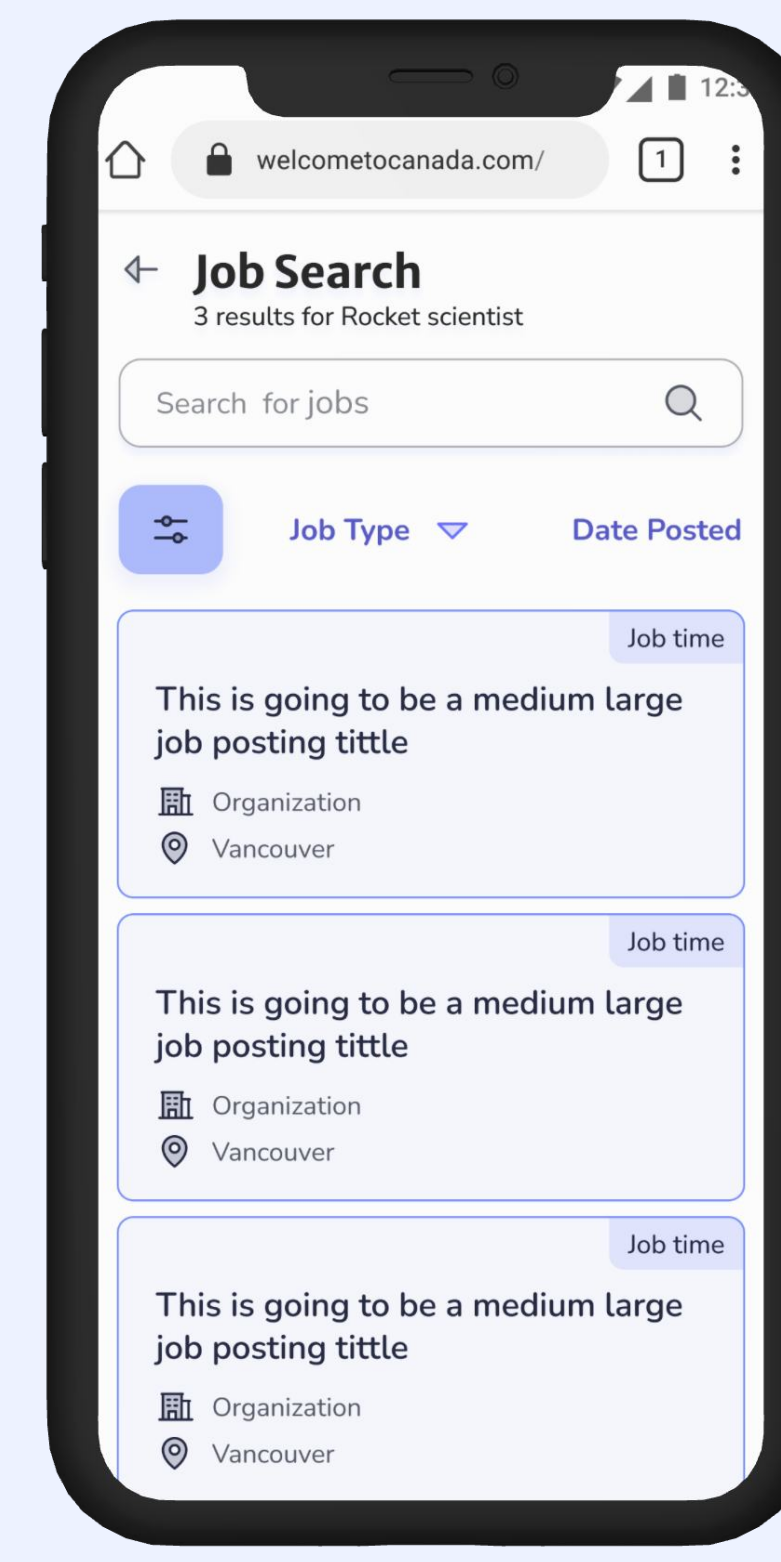 12:3
welcometocanada.com/
1
Job Search
3 results for Rocket scientist
Search for jobs
Job Type
Date Posted
Job time
This is going to be a medium large
job posting tittle
Organization
Vancouver
Job time
This is going to be a medium large
job posting tittle
Organization
Vancouver
Job time
This is going to be a medium large
job posting tittle
Organization
Vancouver